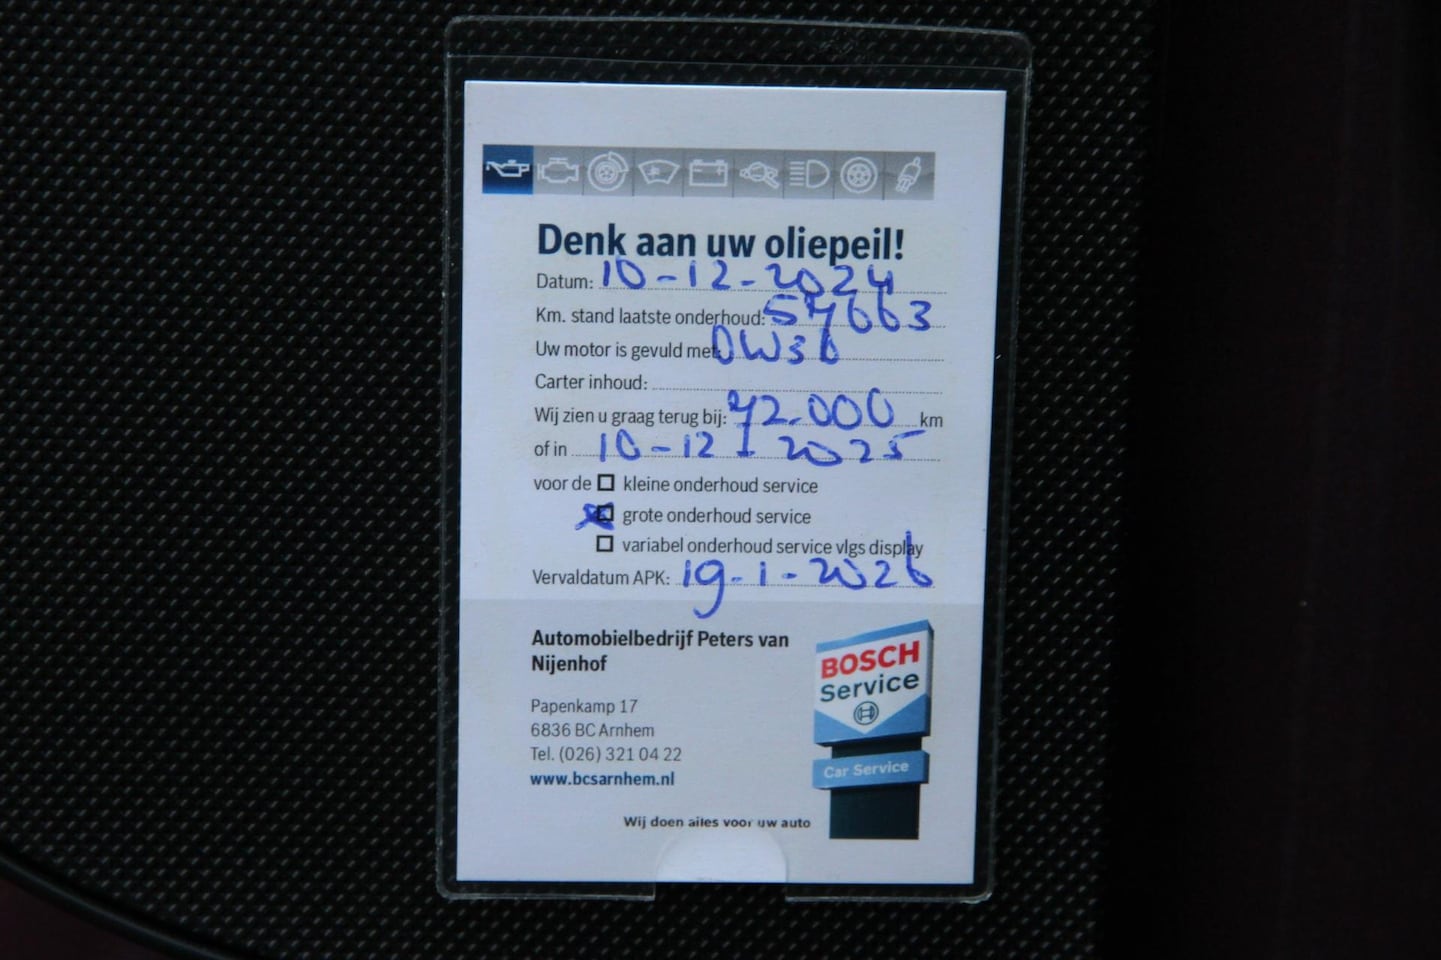 Denk aan uw oliepeil!
Datum: 10-12-2024
Km. stand laatste onderhoud: 57663
Uw motor is gevuld met: 0W30
Carter inhoud:
Wij zien u graag terug bij: 72.000 km
of in 10-12-2025
voor de kleine onderhoud service
grote onderhoud service
variabel onderhoud service vlgs display
Vervaldatum APK: 19-1-2026
Automobielbedrijf Peters van
Nijenhof
Papenkamp 17
6836 BC Arnhem
Tel. (026) 321 04 22
www.bcsarnhem.nl
BOSCH
Service
Car Service
Wij doen alles voor uw auto